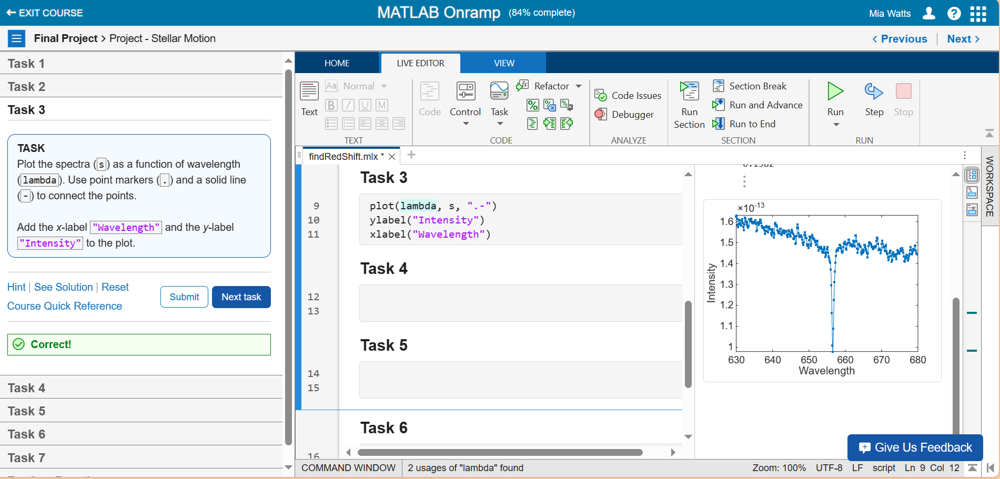 EXIT COURSE
MATLAB Onramp (84% complete)
Mia Watts
Final Project > Project - Stellar Motion
< Previous | Next >
Task 1
Task 2
Task 3
TASK
Plot the spectra (s) as a function of wavelength
(lambda). Use point markers (.) and a solid line
(-) to connect the points.
Add the x-label "Wavelength" and the y-label
"Intensity" to the plot.
Hint | See Solution | Reset
Course Quick Reference
Submit
Next task
Correct!
Task 4
Task 5
Task 6
Task 7
HOME
LIVE EDITOR
VIEW
Text
Aa Normal
B I U M
TEXT
Code
Control
Task
Refactor
CODE
Code Issues
Debugger
ANALYZE
Run
Section
Section Break
Run and Advance
Run to End
SECTION
Run
Step
Stop
RUN
findRedShift.mlx *
WORKSPACE
Task 3
9 plot(lambda, s, ".-")
10 ylabel("Intensity")
11 xlabel("Wavelength")
Task 4
12
13
Task 5
14
15
Task 6
16
0.1982
×10-13
1.6
1.5
1.4
1.3
1.2
1.1
1
Intensity
630 640 650 660 670 680
Wavelength
Give Us Feedback
COMMAND WINDOW
2 usages of "lambda" found
Zoom: 100% UTF-8 LF script Ln 9 Col 12